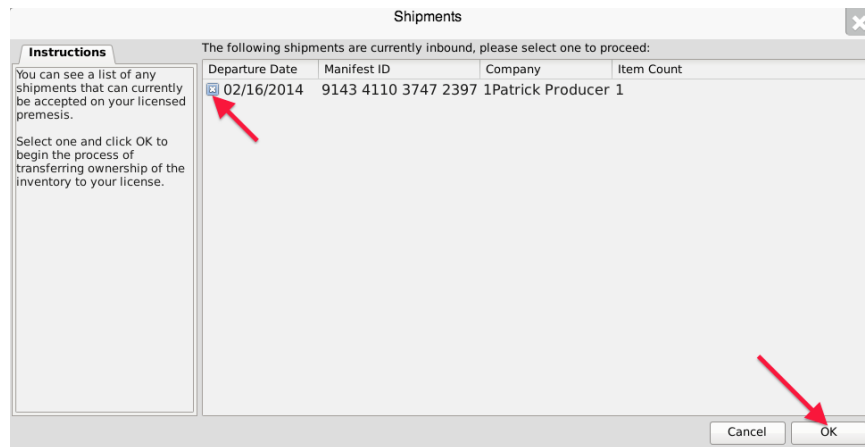 Shipments
Instructions
The following shipments are currently inbound, please select one to proceed:
You can see a list of any
shipments that can currently
be accepted on your licensed
premesis.
Select one and click OK to
begin the process of
transferring ownership of the
inventory to your license.
Departure Date Manifest ID Company Item Count
02/16/2014 9143 4110 3747 2397 1Patrick Producer 1
Cancel OK